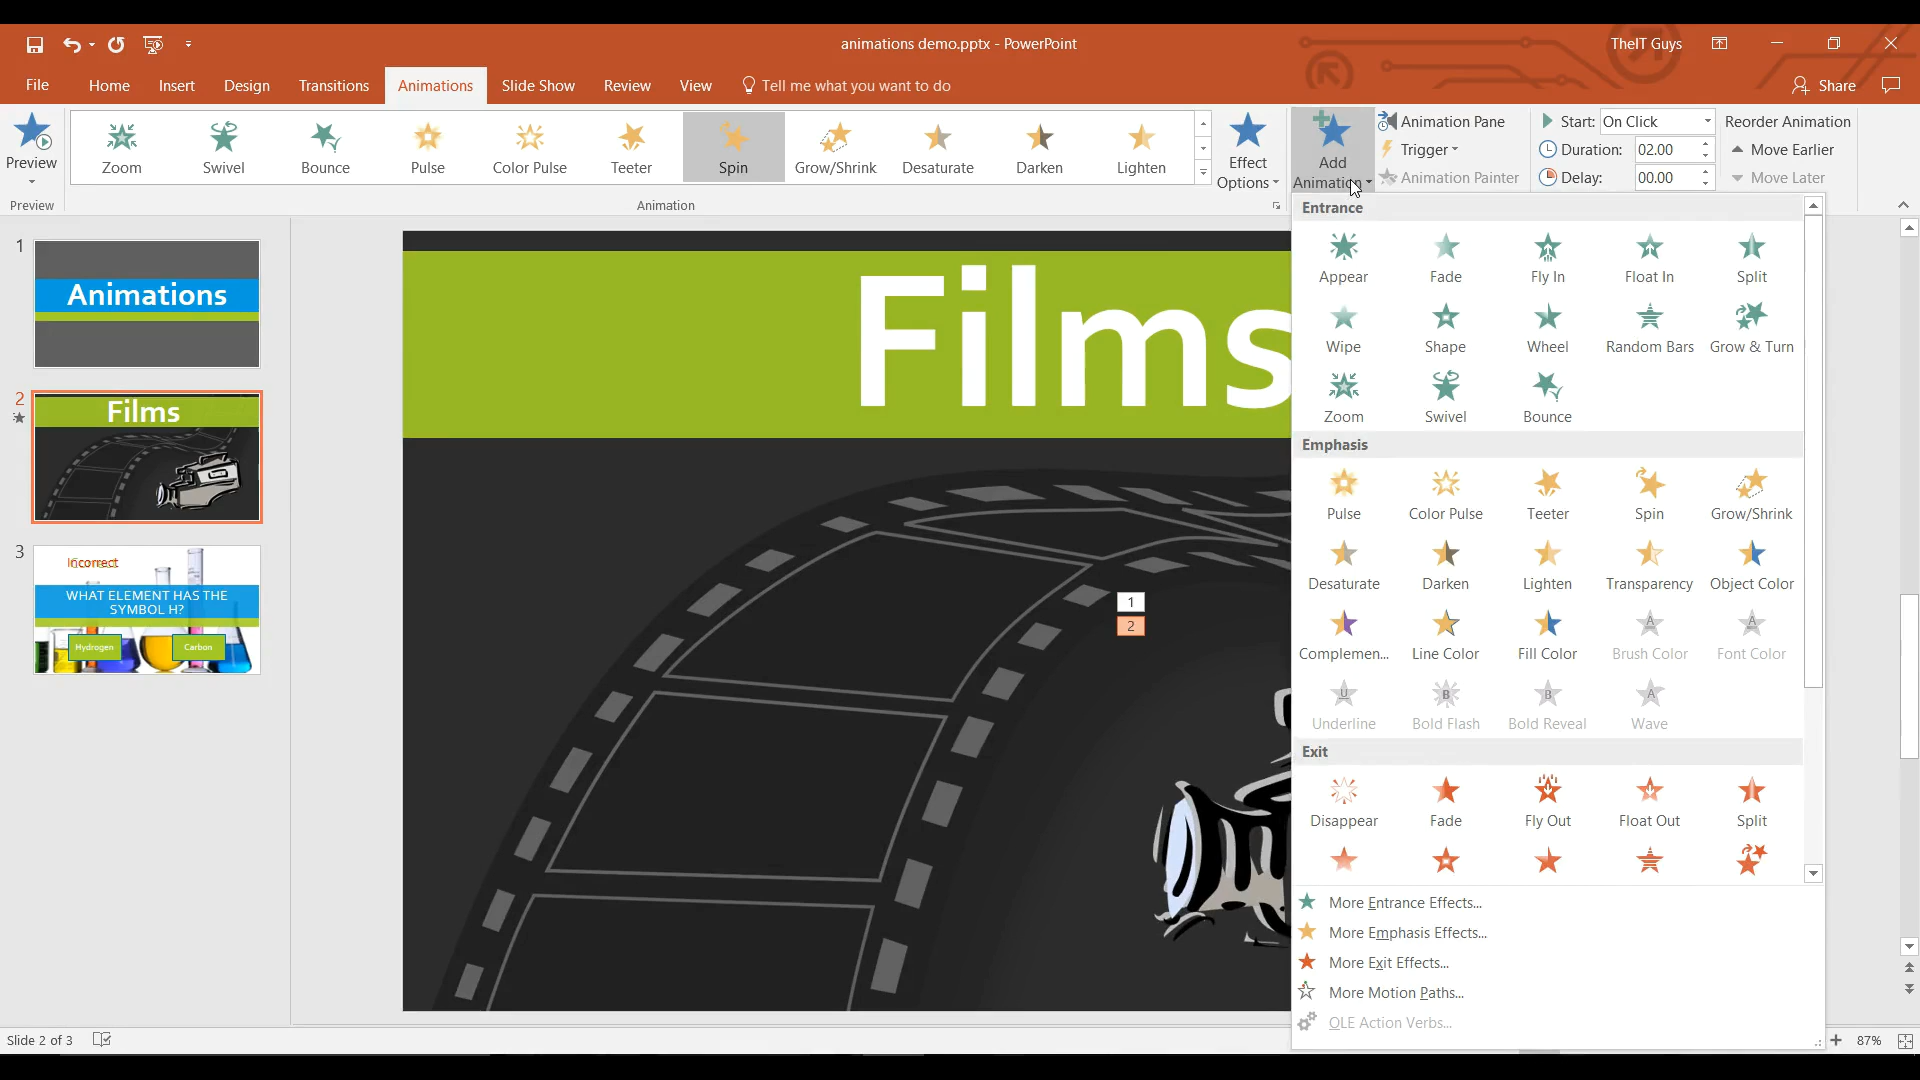 animations demo.pptx - PowerPoint
TheIT Guys
File Home Insert Design Transitions Animations Slide Show Review View Tell me what you want to do
Share
Preview
Zoom Swivel Bounce Pulse Color Pulse Teeter Spin Grow/Shrink Desaturate Darken Lighten
Effect
Options
Add
Animation
Animation Pane
Trigger
Animation Painter
Start: On Click
Duration: 02.00
Delay: 00.00
Reorder Animation
Move Earlier
Move Later
Preview
Animation
1
Animations
2
Films
3
Hydrogen
Carbon
WHAT ELEMENT HAS THE
SYMBOL H?
Films
1
2
Entrance
Appear Fade Fly In Float In Split
Wipe Shape Wheel Random Bars Grow & Turn
Zoom Swivel Bounce
Emphasis
Pulse Color Pulse Teeter Spin Grow/Shrink
Desaturate Darken Lighten Transparency Object Color
Complemen... Line Color Fill Color Brush Color Font Color
Underline Bold Flash Bold Reveal Wave
Exit
Disappear Fade Fly Out Float Out Split
More Entrance Effects...
More Emphasis Effects...
More Exit Effects...
More Motion Paths...
OLE Action Verbs...
Slide 2 of 3
87%